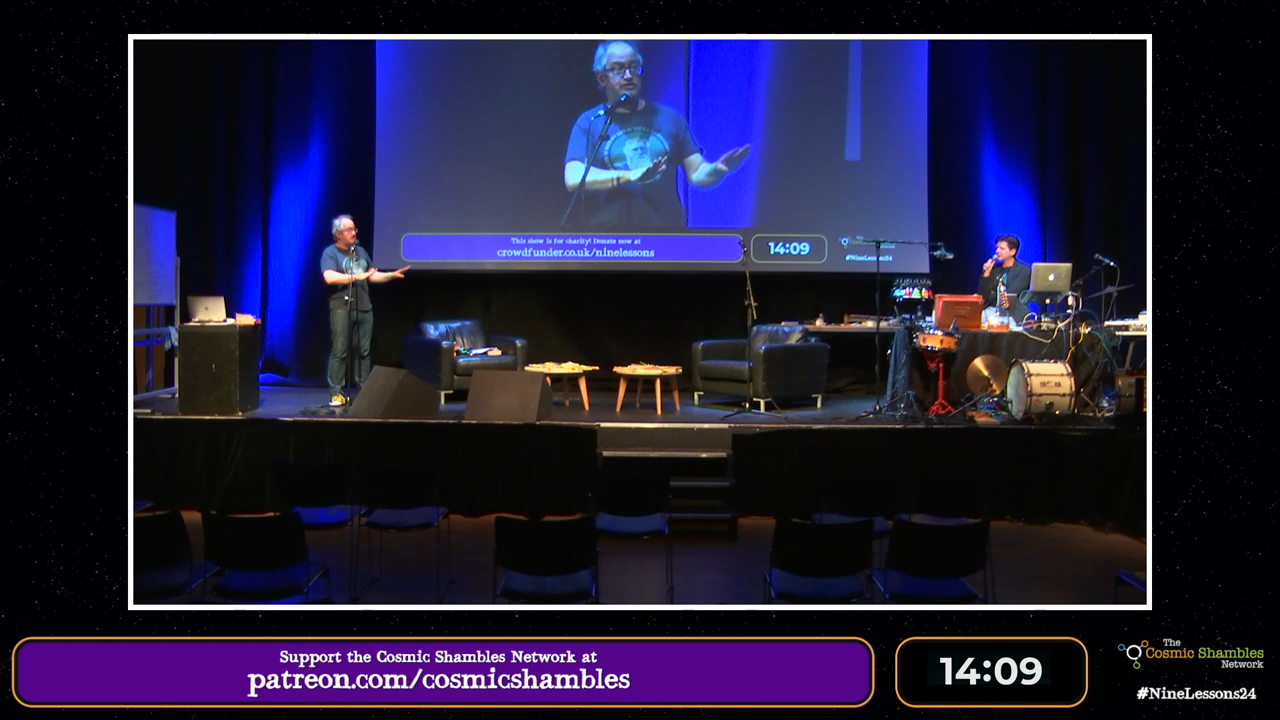 This show is for charity! Donate now at
crowdfunder.co.uk/ninelessons
14:09
#NineLessons24
Support the Cosmic Shambles Network at
patreon.com/cosmicshambles
14:09
The
Cosmic Shambles
Network
#NineLessons24